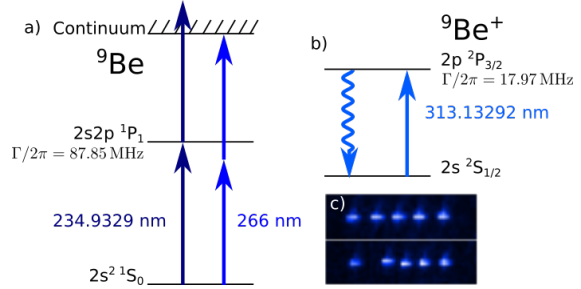 a) Continuum
⁹Be
2s2p ¹P₁
Γ/2π = 87.85 MHz
234.9329 nm
266 nm
2s² ¹S₀
b)
⁹Be⁺
2p ²P₃/₂
Γ/2π = 17.97 MHz
313.13292 nm
2s ²S₁/₂
c)